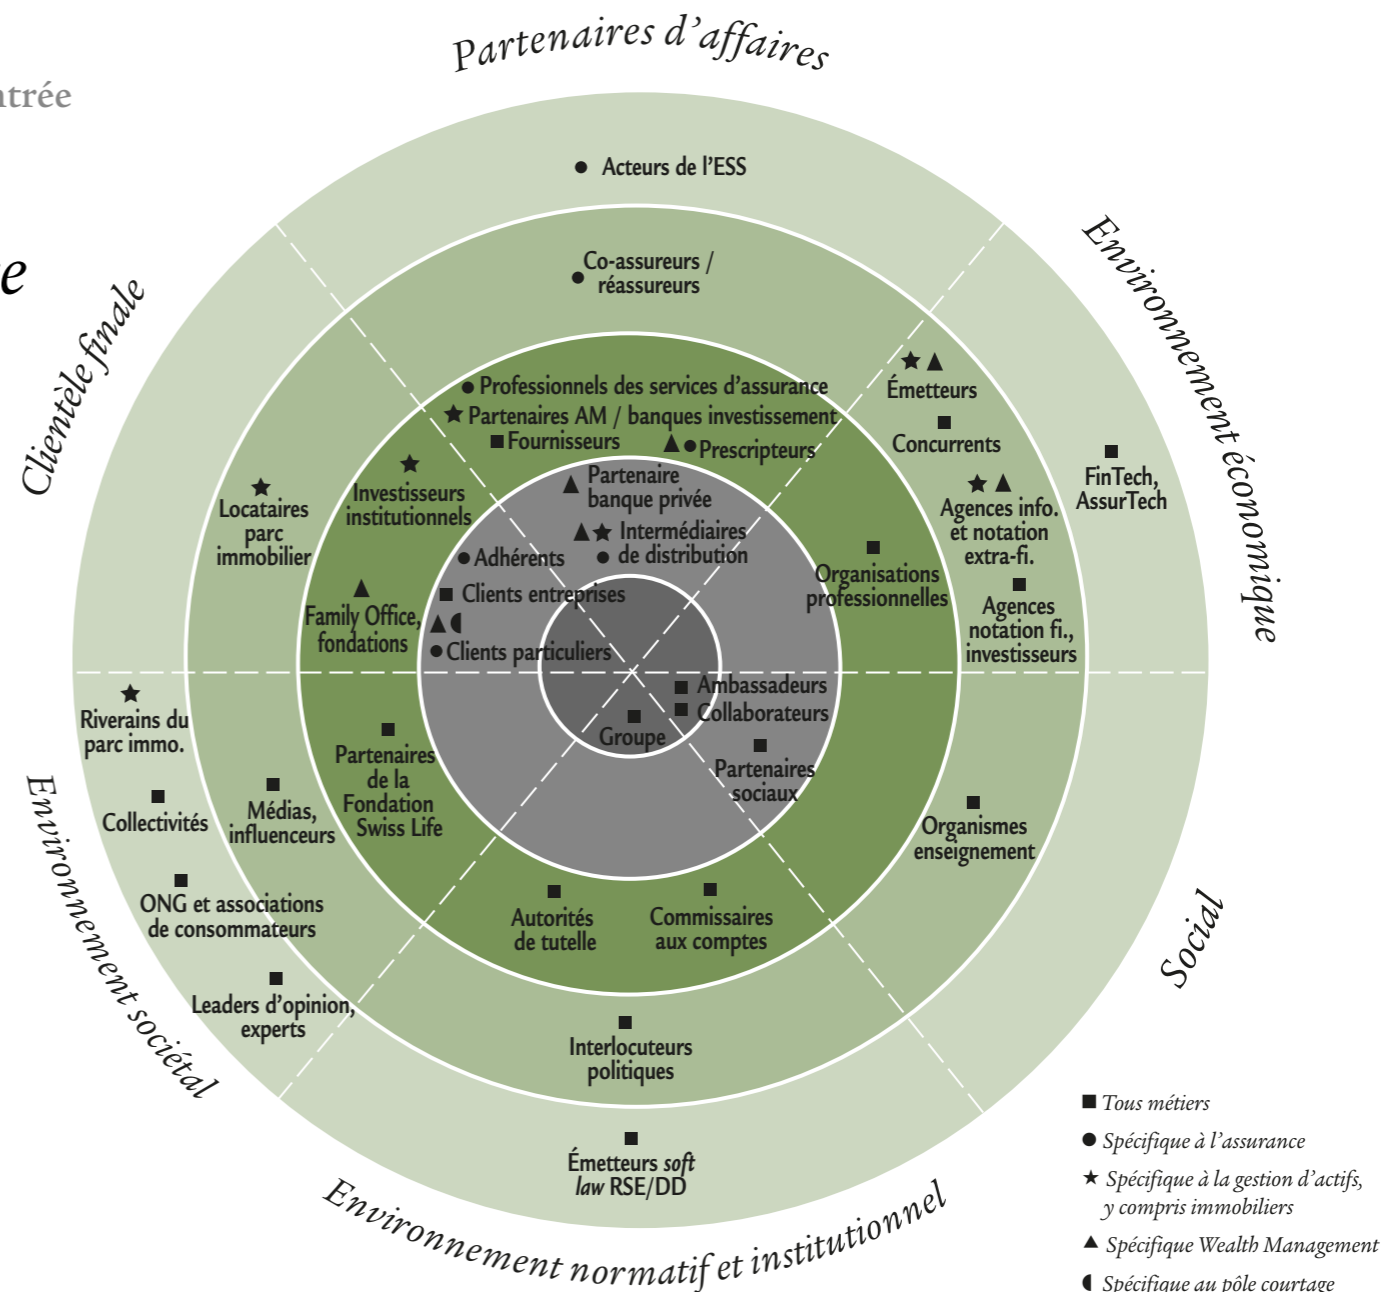 Partenaires d'affaires
ntrée
e
Acteurs de l'ESS
Co-assureurs /
réassureurs
Environnement économique
Clientèle finale
Émetteurs
Concurrents
Agences info.
et notation
extra-fi.
Agences
notation fi.,
investisseurs
FinTech,
AssurTech
Professionnels des services d'assurance
Partenaires AM / banques investissement
Fournisseurs
Prescripteurs
Partenaire
banque privée
Intermédiaires
de distribution
Investisseurs
institutionnels
Locataires
parc
immobilier
Adhérents
Clients entreprises
Family Office,
fondations
Clients particuliers
Organisations
professionnelles
Ambassadeurs
Collaborateurs
Groupe
Partenaires
sociaux
Riverains du
parc immo.
Partenaires
de la
Fondation
Swiss Life
Collectivités
Médias,
influenceurs
Organismes
enseignement
ONG et associations
de consommateurs
Autorités
de tutelle
Commissaires
aux comptes
Leaders d'opinion,
experts
Interlocuteurs
politiques
Émetteurs soft
law RSE/DD
Environnement sociétal
Social
Environnement normatif et institutionnel
Tous métiers
Spécifique à l'assurance
Spécifique à la gestion d'actifs,
y compris immobiliers
Spécifique Wealth Management
Spécifique au pôle courtage